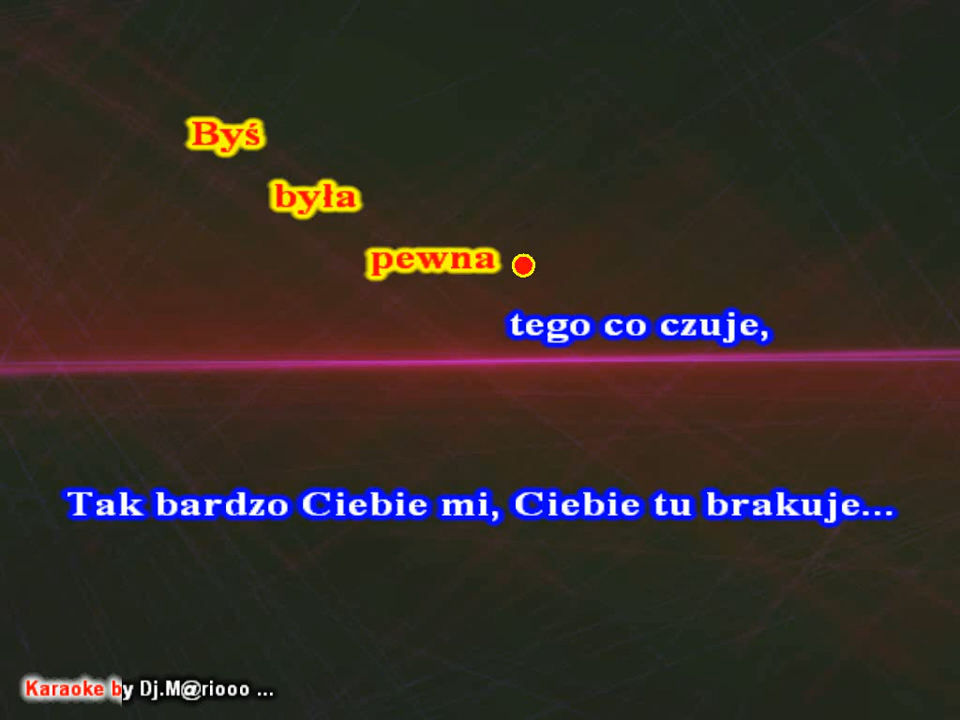 Byś
była
pewna
tego co czuje,
Tak bardzo Ciebie mi, Ciebie tu brakuje...
Karaoke by Dj.M@riooo ...